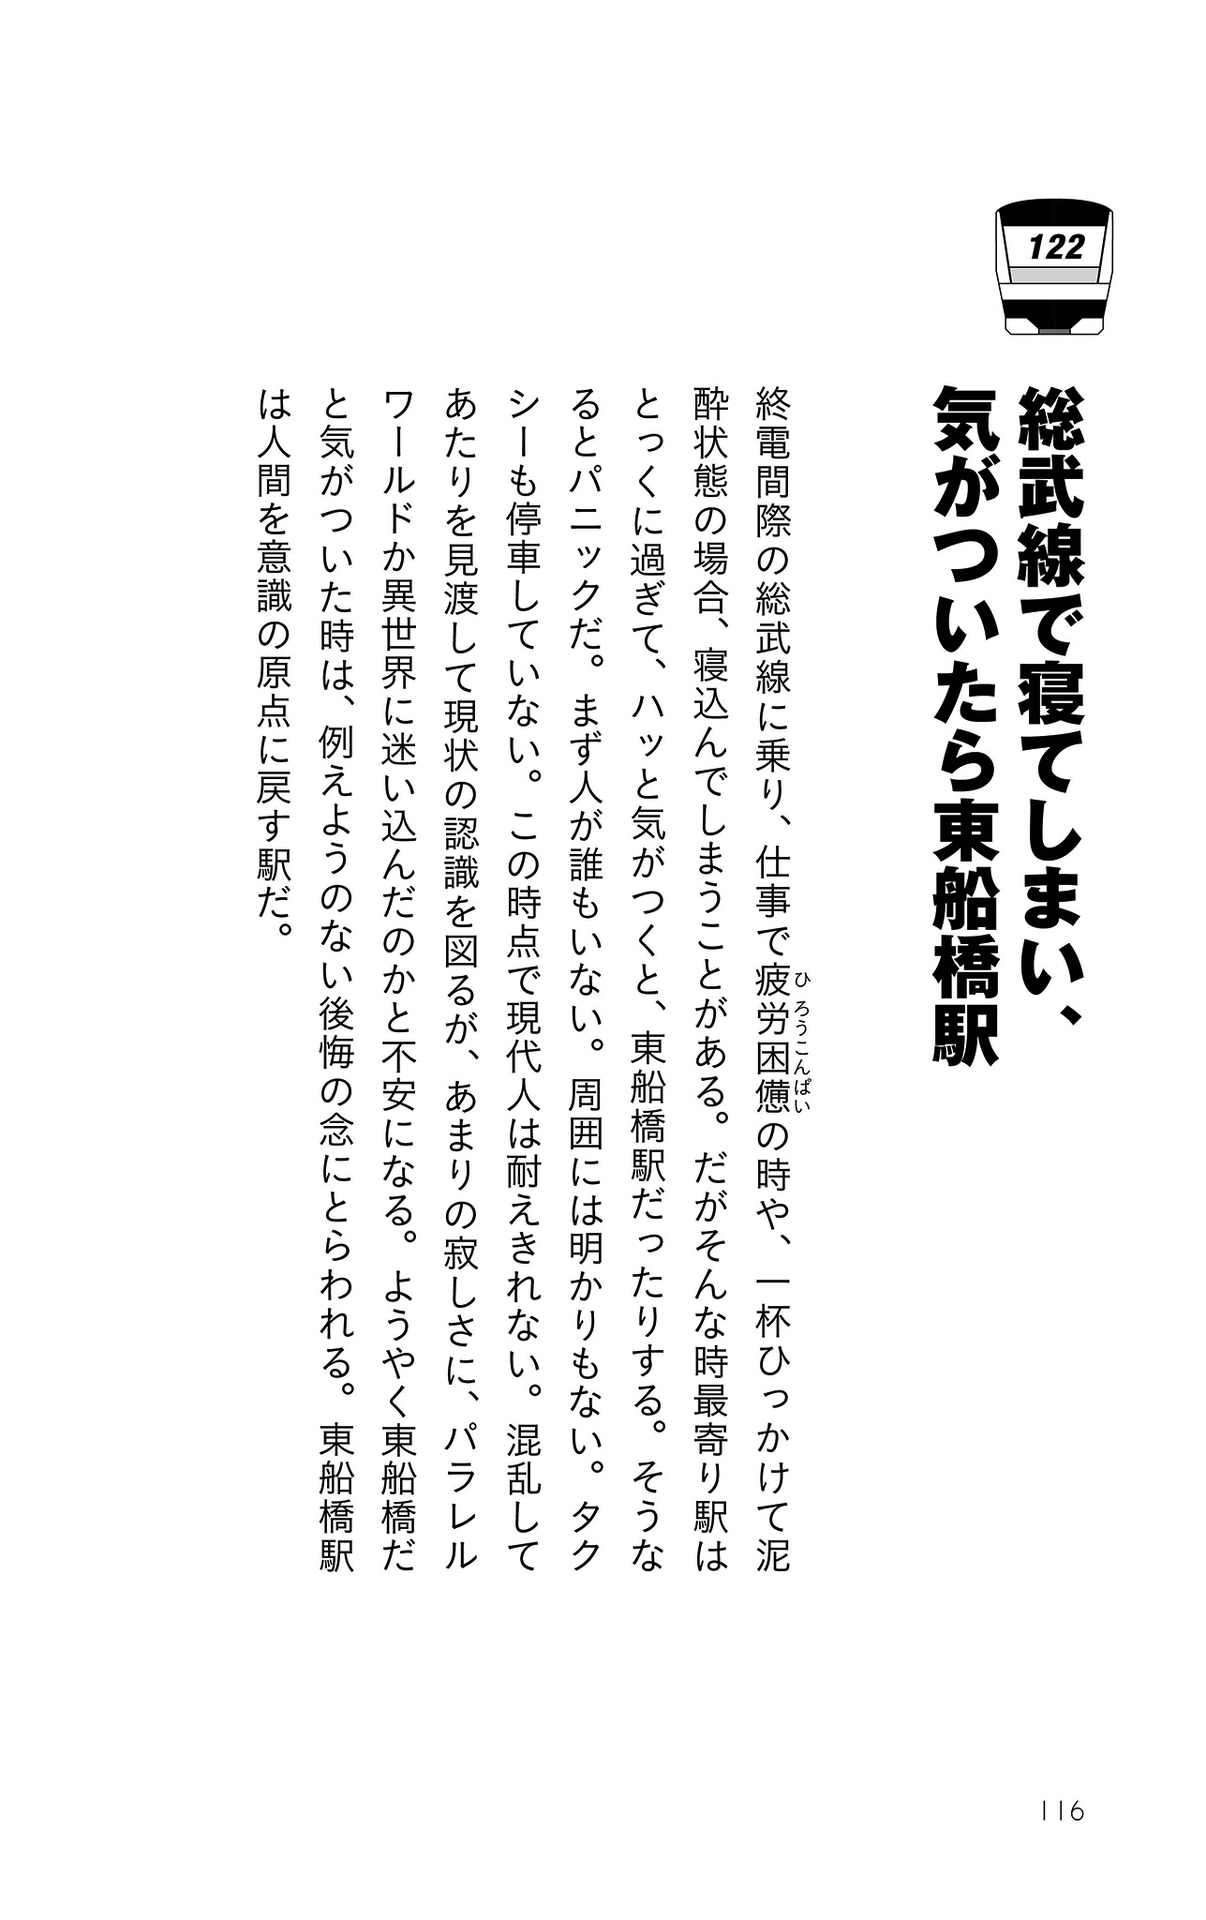 122
総武線で寝てしまい、
気がついたら東船橋駅
終電間際の総武線に乗り、仕事で疲労困憊の時や、一杯ひっかけて泥
ひろうこんぱい
酔状態の場合、寝込んでしまうことがある。だがそんな時最寄り駅は
とっくに過ぎて、ハッと気がつくと、東船橋駅だったりする。そうな
るとパニックだ。まず人が誰もいない。周囲には明かりもない。タク
シーも停車していない。この時点で現代人は耐えきれない。混乱して
あたりを見渡して現状の認識を図るが、あまりの寂しさに、パラレル
ワールドか異世界に迷い込んだのかと不安になる。ようやく東船橋だ
と気がついた時は、例えようのない後悔の念にとらわれる。東船橋駅
は人間を意識の原点に戻す駅だ。
116